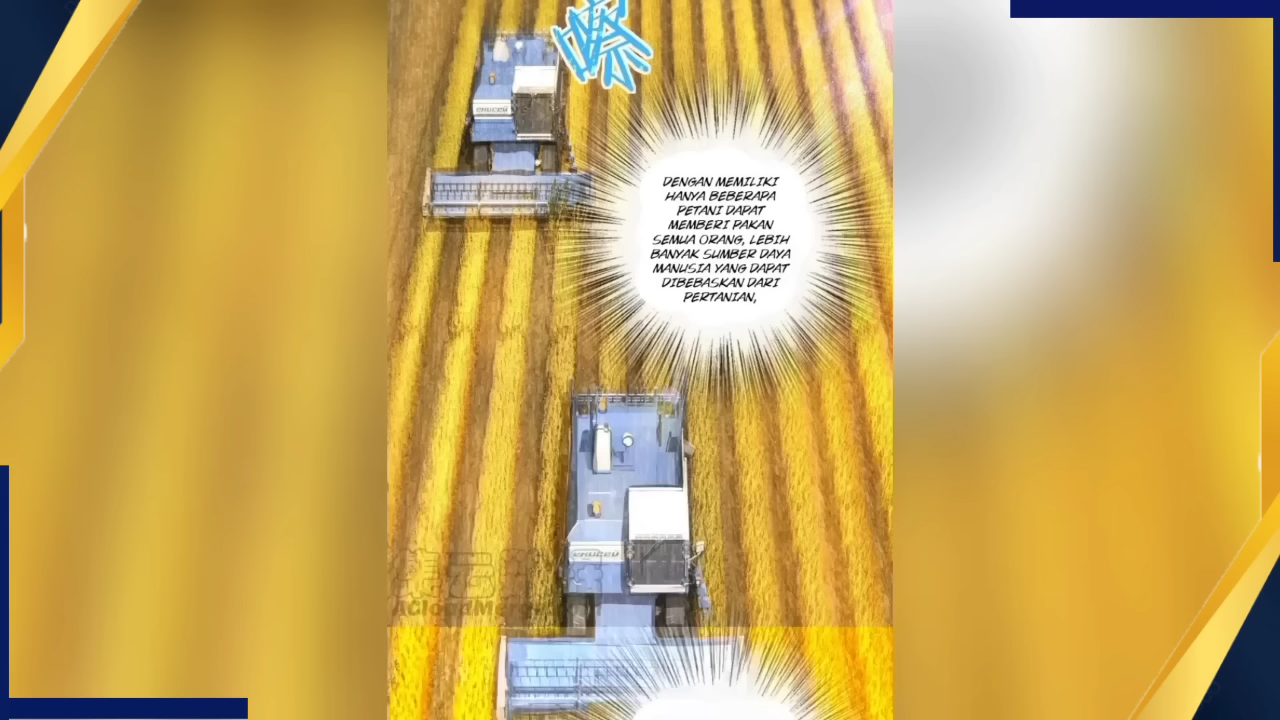 嚓
DENGAN MEMILIKI
HANYA BEBERAPA
PETANI DAPAT
MEMBERI PAKAN
SEMUA ORANG, LEBIH
BANYAK SUMBER DAYA
MANUSIA YANG DAPAT
DIBEBASKAN DARI
PERTANIAN,